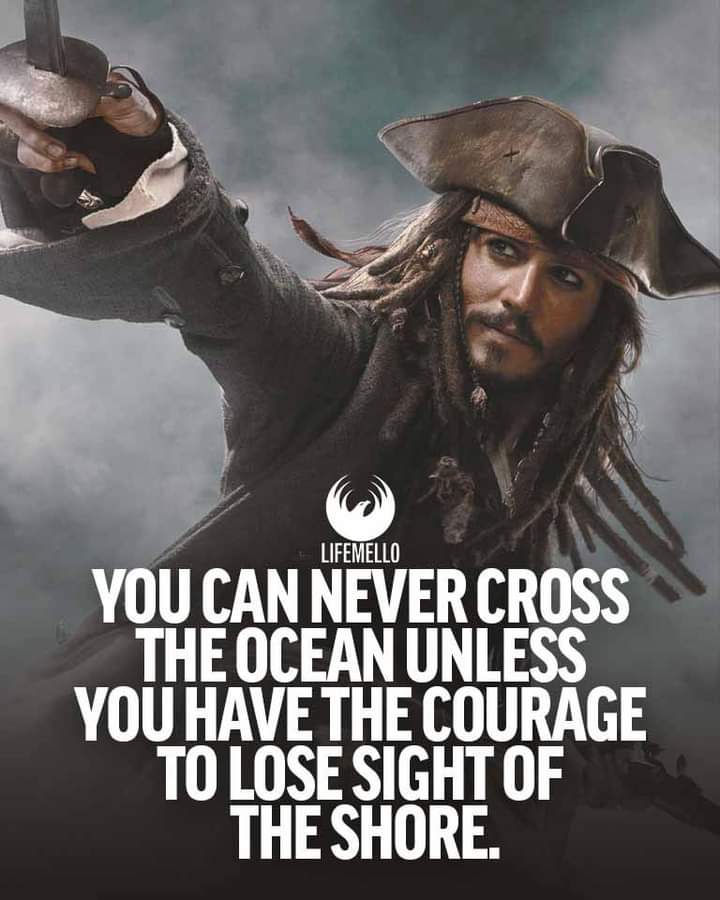 LIFEMELLO
YOU CAN NEVER CROSS
THE OCEAN UNLESS
YOU HAVE THE COURAGE
TO LOSE SIGHT OF
THE SHORE.